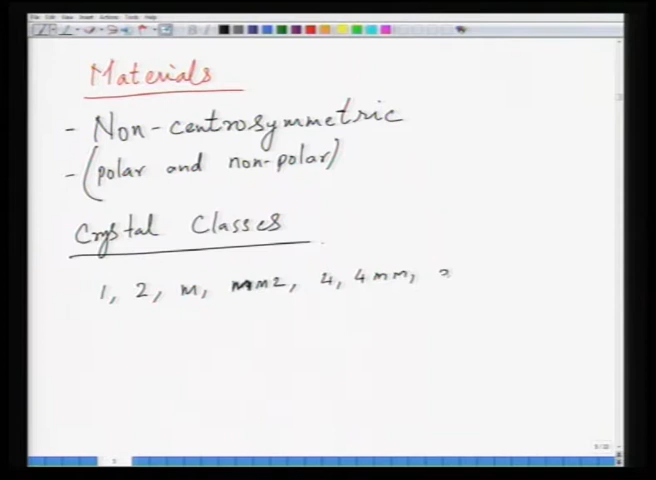 Materials
- Non-centrosymmetric
- (polar and non-polar)
Crystal Classes
1, 2, m, mm2, 4, 4mm,